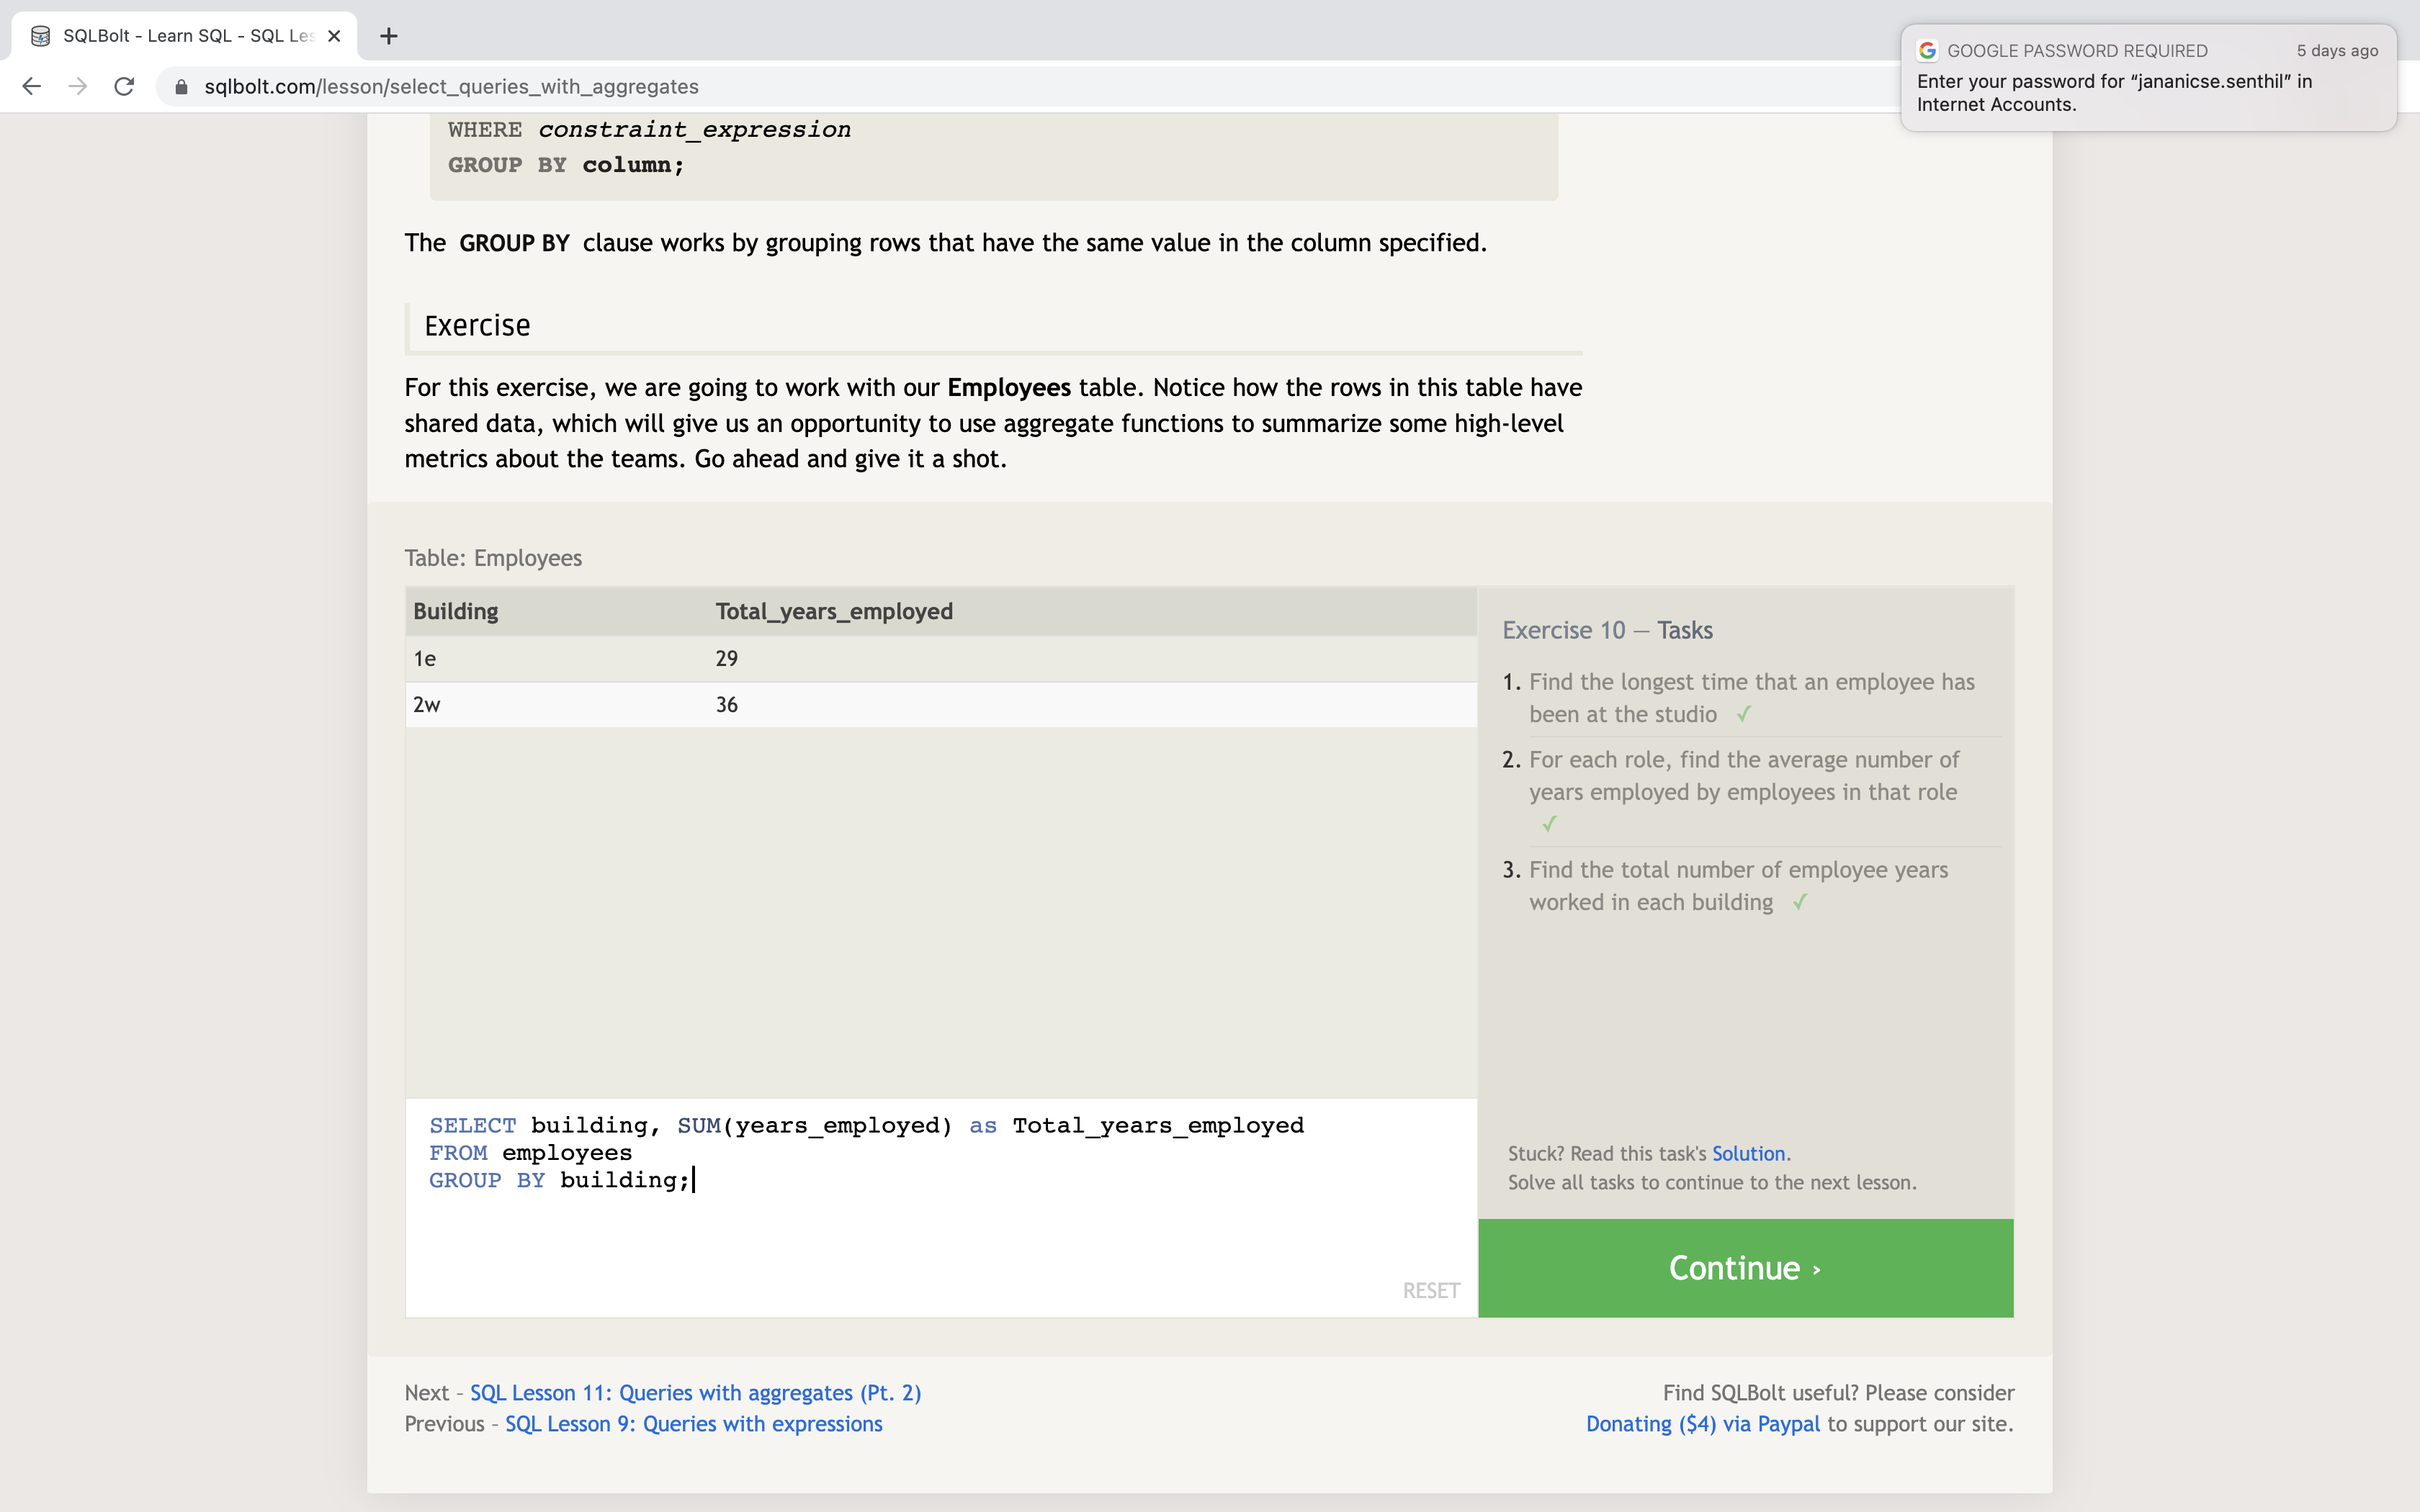 SQLBolt - Learn SQL - SQL Les
GOOGLE PASSWORD REQUIRED 5 days ago
Enter your password for “jananicse.senthil” in
Internet Accounts.
sqlbolt.com/lesson/select_queries_with_aggregates
WHERE constraint_expression
GROUP BY column;
The GROUP BY clause works by grouping rows that have the same value in the column specified.
Exercise
For this exercise, we are going to work with our Employees table. Notice how the rows in this table have
shared data, which will give us an opportunity to use aggregate functions to summarize some high-level
metrics about the teams. Go ahead and give it a shot.
Table: Employees
Building Total_years_employed
1e 29
2w 36
SELECT building, SUM(years_employed) as Total_years_employed
FROM employees
GROUP BY building;
RESET
Exercise 10 — Tasks
1. Find the longest time that an employee has
been at the studio ✓
2. For each role, find the average number of
years employed by employees in that role
✓
3. Find the total number of employee years
worked in each building ✓
Stuck? Read this task's Solution.
Solve all tasks to continue to the next lesson.
Continue ›
Next – SQL Lesson 11: Queries with aggregates (Pt. 2)
Previous – SQL Lesson 9: Queries with expressions
Find SQLBolt useful? Please consider
Donating ($4) via Paypal to support our site.